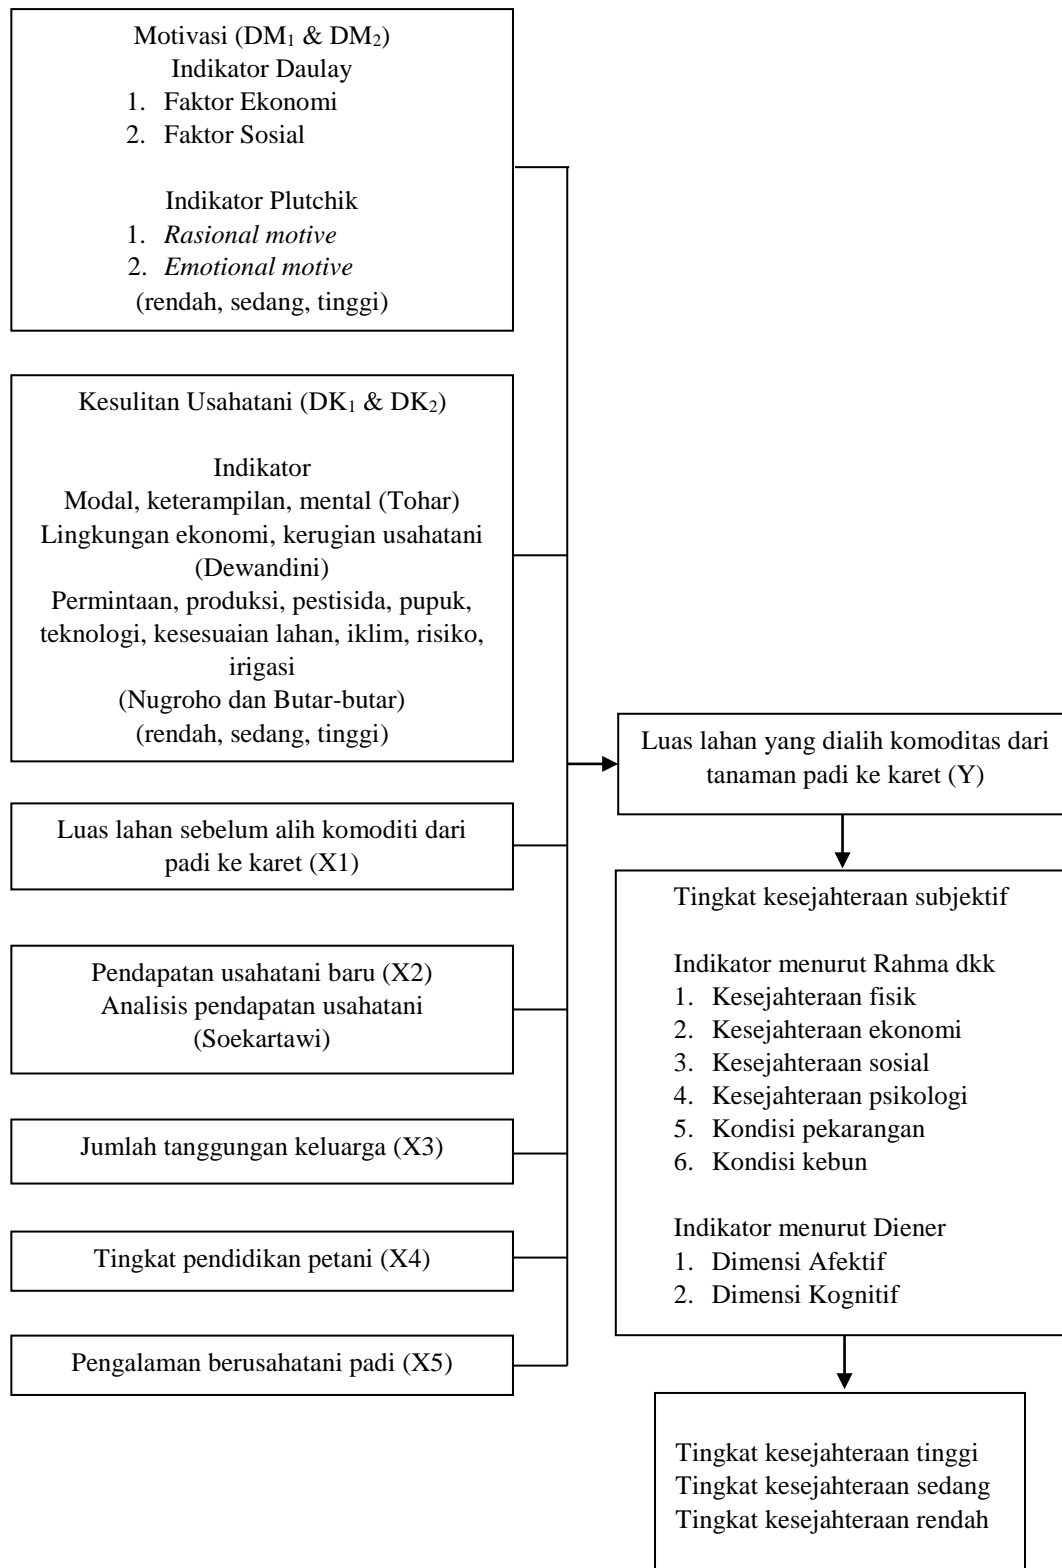 Motivasi (DM₁ & DM₂)
Indikator Daulay
1. Faktor Ekonomi
2. Faktor Sosial
Indikator Plutchik
1. Rasional motive
2. Emotional motive
(rendah, sedang, tinggi)
Kesulitan Usahatani (DK₁ & DK₂)
Indikator
Modal, keterampilan, mental (Tohar)
Lingkungan ekonomi, kerugian usahatani
(Dewandini)
Permintaan, produksi, pestisida, pupuk,
teknologi, kesesuaian lahan, iklim, risiko,
irigasi
(Nugroho dan Butar-butar)
(rendah, sedang, tinggi)
Luas lahan sebelum alih komoditi dari
padi ke karet (X1)
Pendapatan usahatani baru (X2)
Analisis pendapatan usahatani
(Soekartawi)
Jumlah tanggungan keluarga (X3)
Tingkat pendidikan petani (X4)
Pengalaman berusahatani padi (X5)
Luas lahan yang dialih komoditas dari
tanaman padi ke karet (Y)
Tingkat kesejahteraan subjektif
Indikator menurut Rahma dkk
1. Kesejahteraan fisik
2. Kesejahteraan ekonomi
3. Kesejahteraan sosial
4. Kesejahteraan psikologi
5. Kondisi pekarangan
6. Kondisi kebun
Indikator menurut Diener
1. Dimensi Afektif
2. Dimensi Kognitif
Tingkat kesejahteraan tinggi
Tingkat kesejahteraan sedang
Tingkat kesejahteraan rendah